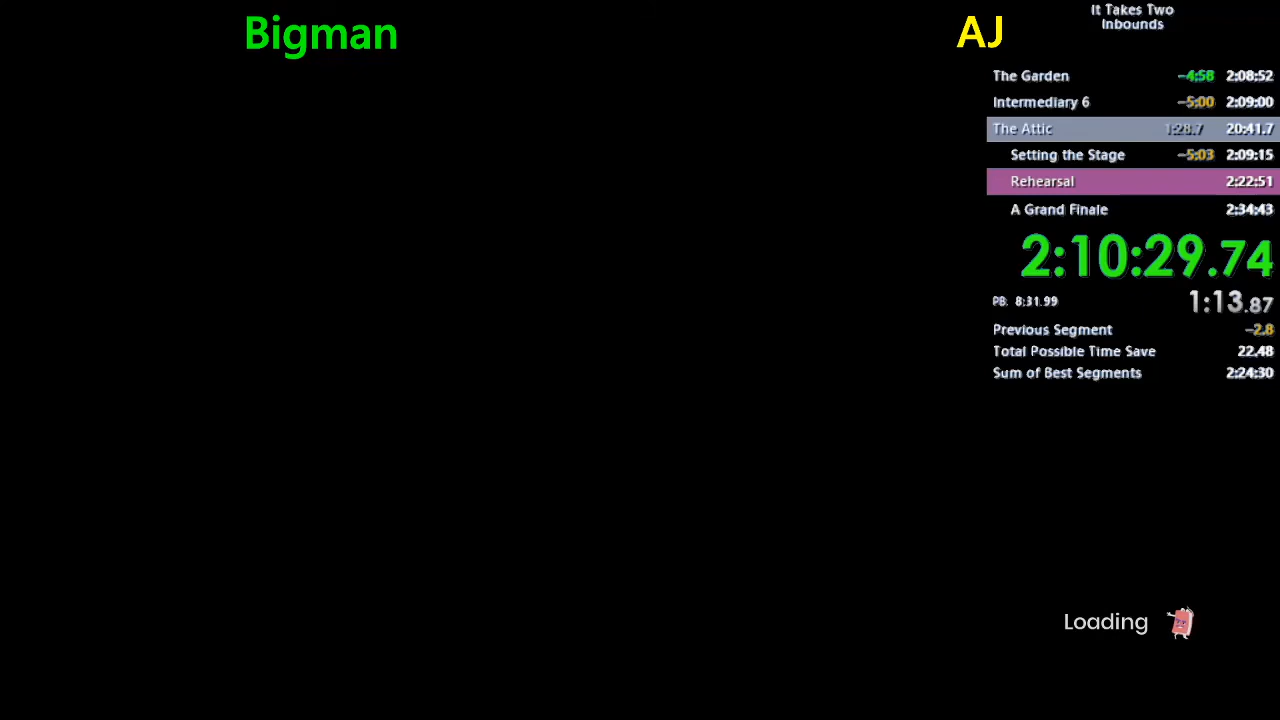 Bigman
AJ
It Takes Two
Inbounds
The Garden -4:58 2:08:52
Intermediary 6 -5:00 2:09:00
The Attic 1:28.7 20:41.7
Setting the Stage -5:03 2:09:15
Rehearsal 2:22:51
A Grand Finale 2:34:43
2:10:29.74
PB: 8:31.99 1:13.87
Previous Segment -2.8
Total Possible Time Save 22.48
Sum of Best Segments 2:24:30
Loading